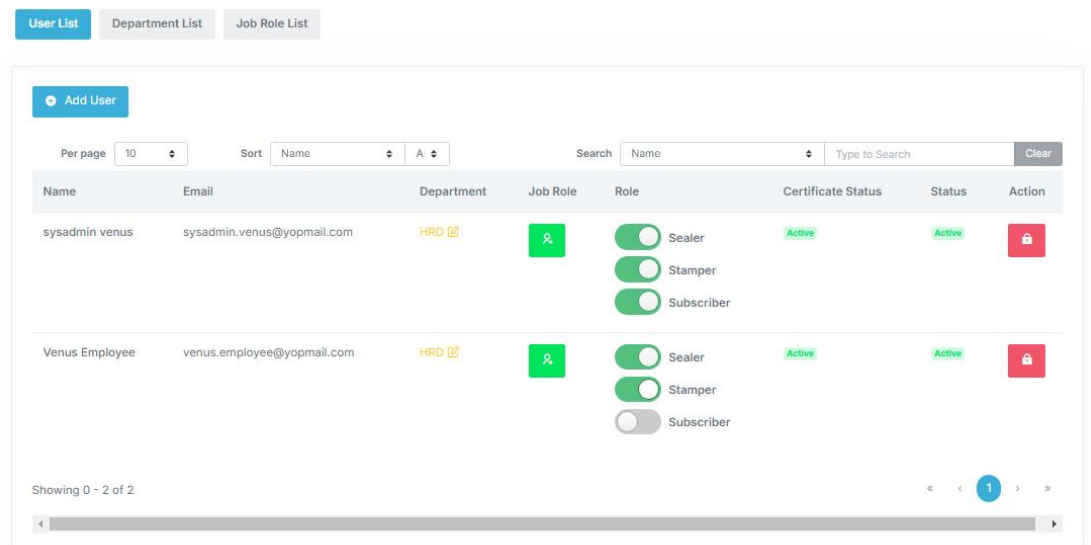 User List Department List Job Role List
Add User
Per page 10 Sort Name A Search Name Type to Search Clear
Name Email Department Job Role Role Certificate Status Status Action
sysadmin venus sysadmin.venus@yopmail.com HRD Sealer Active Active
Stamper
Subscriber
Venus Employee venus.employee@yopmail.com HRD Sealer Active Active
Stamper
Subscriber
Showing 0 - 2 of 2 « ‹ 1 › »